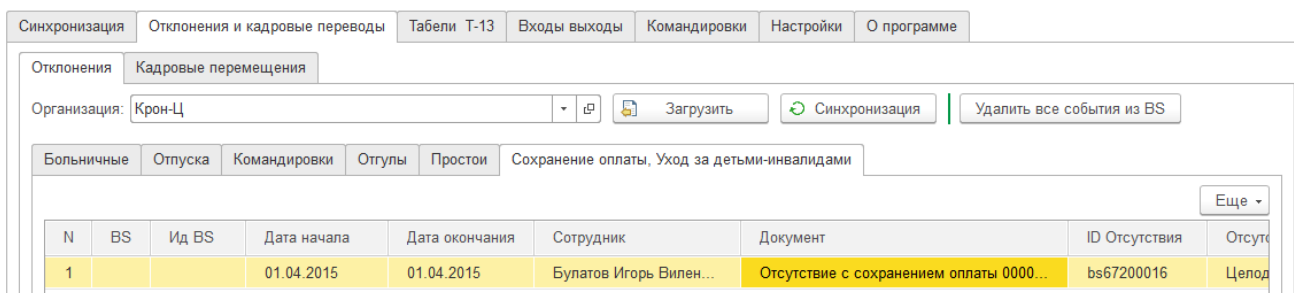 Синхронизация Отклонения и кадровые переводы Табели Т-13 Входы выходы Командировки Настройки О программе
Отклонения Кадровые перемещения
Организация: Крон-Ц Загрузить Синхронизация Удалить все события из BS
Больничные Отпуска Командировки Отгулы Простои Сохранение оплаты, Уход за детьми-инвалидами
Еще
N BS Ид BS Дата начала Дата окончания Сотрудник Документ ID Отсутствия Отсутс
1 01.04.2015 01.04.2015 Булатов Игорь Вилен... Отсутствие с сохранением оплаты 0000... bs67200016 Целод